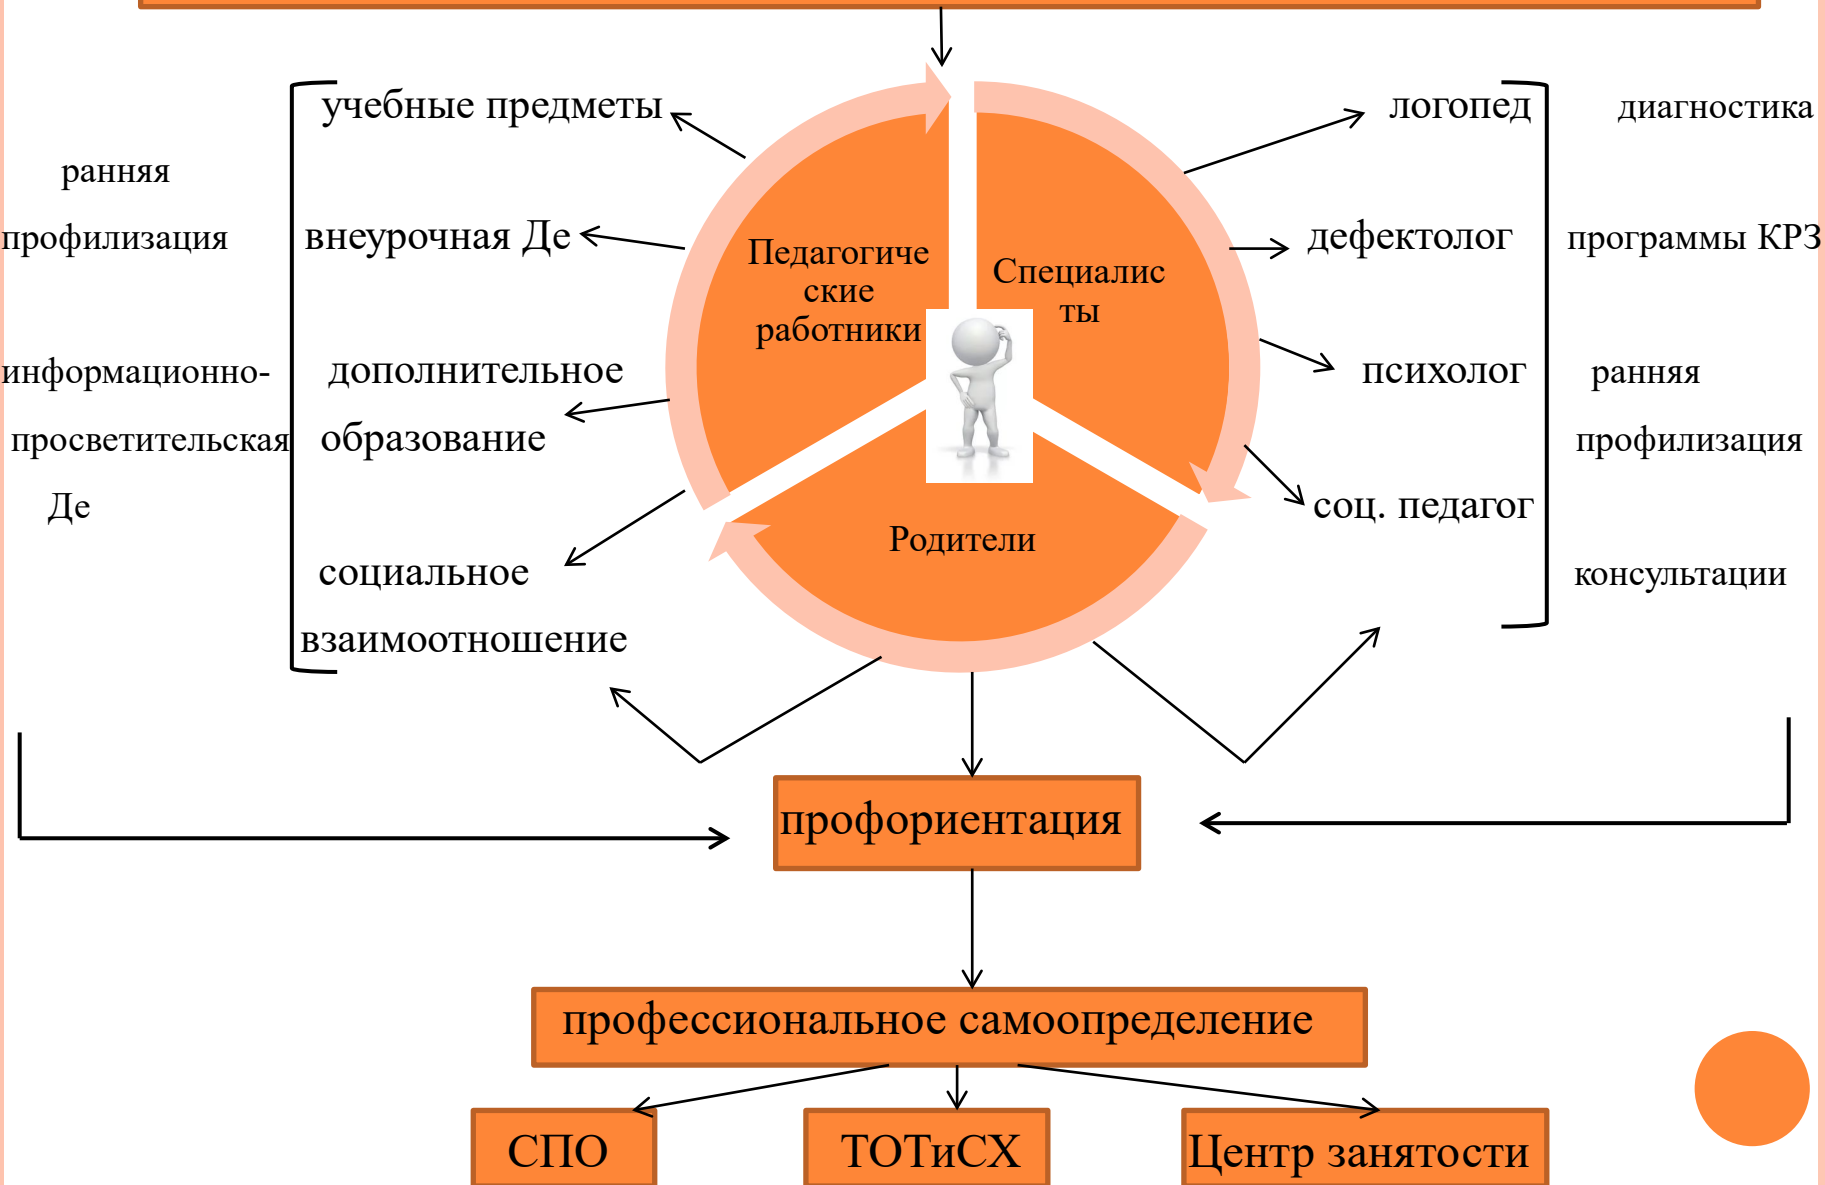 учебные предметы
логопед
диагностика
ранняя
профилизация
внеурочная Де
дефектолог
программы КРЗ
Педагогиче
ские
работники
Специалис
ты
информационно-
просветительская
Де
дополнительное
образование
психолог
ранняя
профилизация
соц. педагог
Родители
социальное
взаимоотношение
консультации
профориентация
профессиональное самоопределение
СПО
ТОТиСХ
Центр занятости